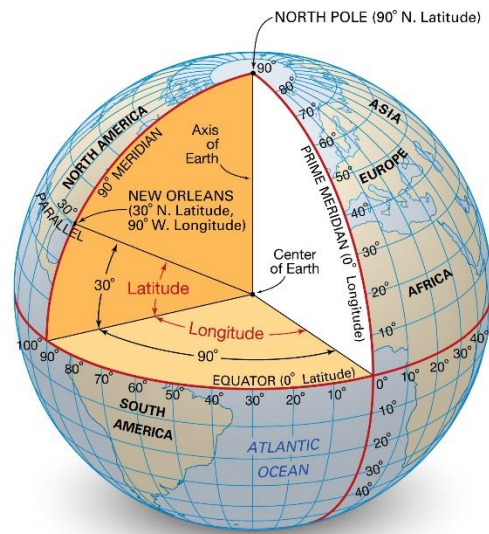 NORTH POLE (90° N. Latitude)
90°
80°
70°
60°
50°
40°
30°
20°
10°
ASIA
EUROPE
AFRICA
NORTH AMERICA
90° MERIDIAN
Axis
of
Earth
PRIME MERIDIAN (0° Longitude)
NEW ORLEANS
(30° N. Latitude,
90° W. Longitude)
30°
PARALLEL
Center
of Earth
30°
Latitude
Longitude
90°
EQUATOR (0° Latitude)
100°
90°
80°
70°
60°
50°
40°
30°
20°
10°
0°
10°
20°
30°
40°
10°
20°
30°
40°
SOUTH
AMERICA
ATLANTIC
OCEAN